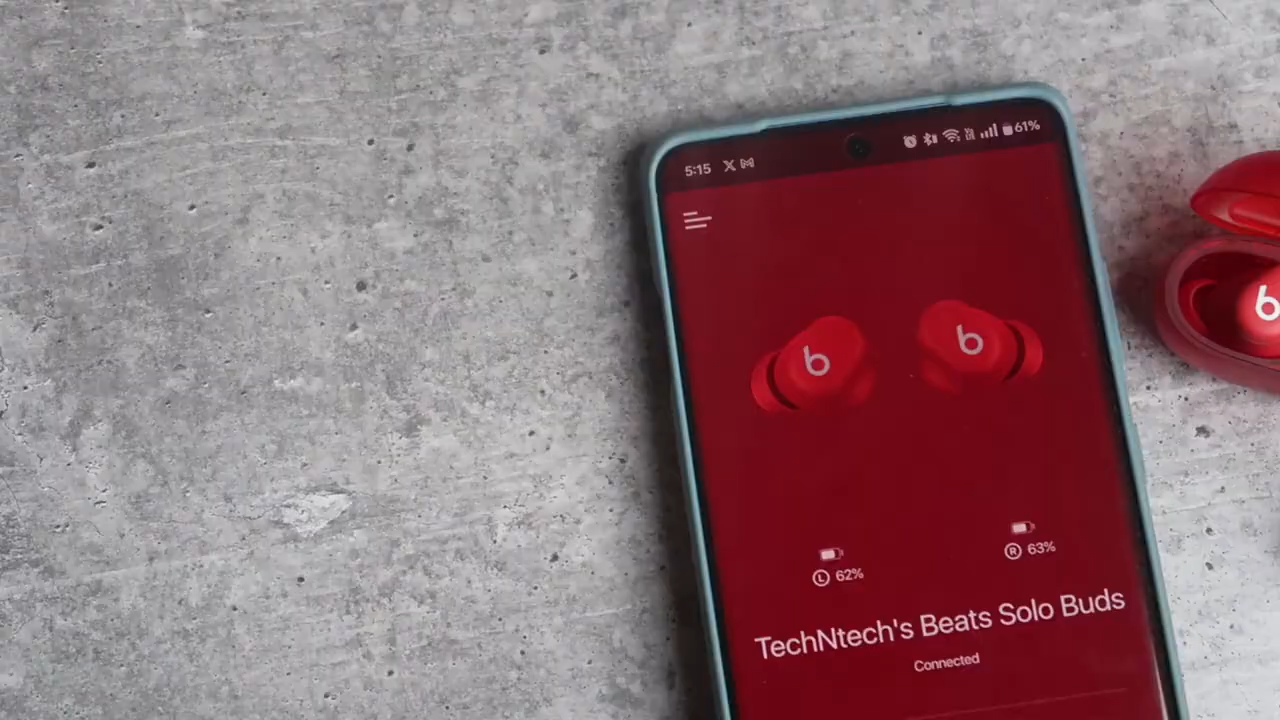 5:15
61%
b b
b
L 62%
R 63%
TechNtech's Beats Solo Buds
Connected